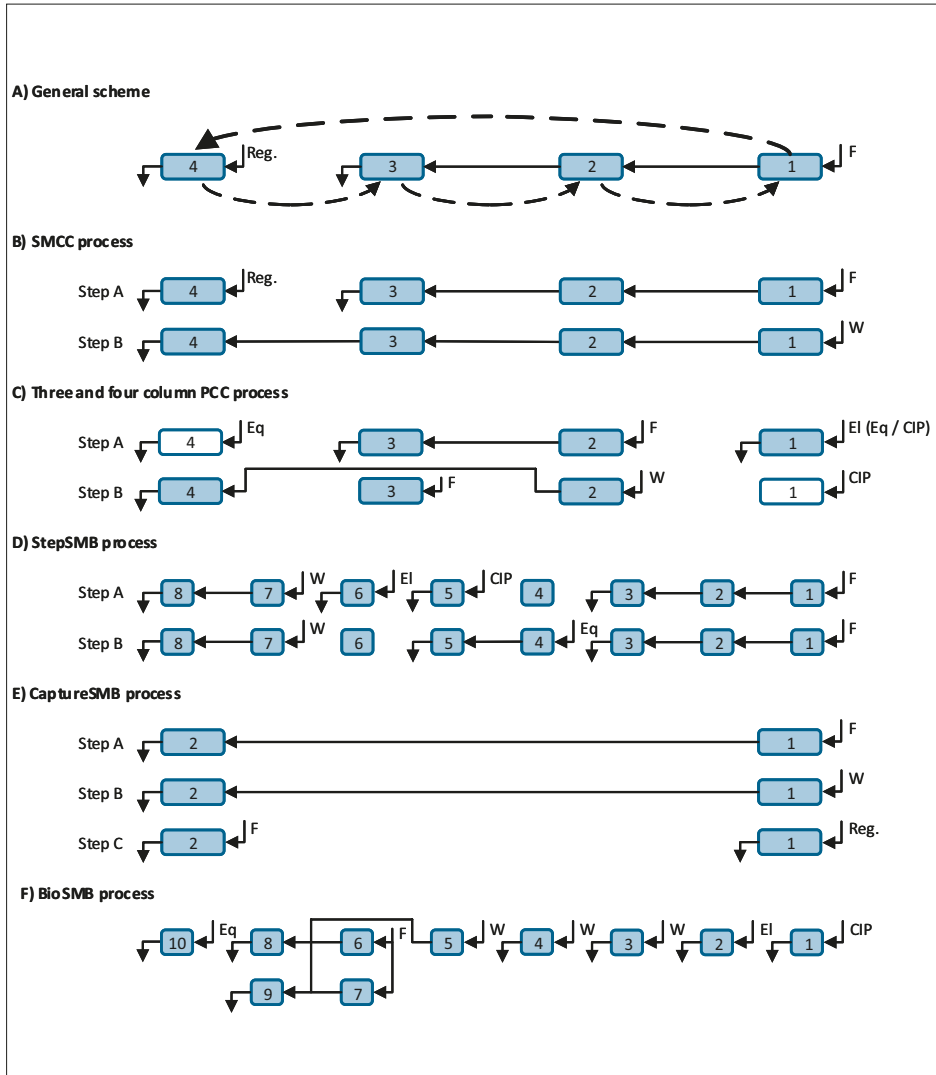 A) General scheme
4 Reg. 3 2 1 F
B) SMCC process
Step A 4 Reg. 3 2 1 F
Step B 4 3 2 1 W
C) Three and four column PCC process
Step A 4 Eq 3 2 F 1 El (Eq / CIP)
Step B 4 3 F 2 W 1 CIP
D) StepSMB process
Step A 8 7 W 6 El 5 CIP 4 3 2 1 F
Step B 8 7 W 6 5 4 Eq 3 2 1 F
E) CaptureSMB process
Step A 2 1 F
Step B 2 1 W
Step C 2 F 1 Reg.
F) BioSMB process
10 Eq 8 6 F 5 W 4 W 3 W 2 El 1 CIP
9 7